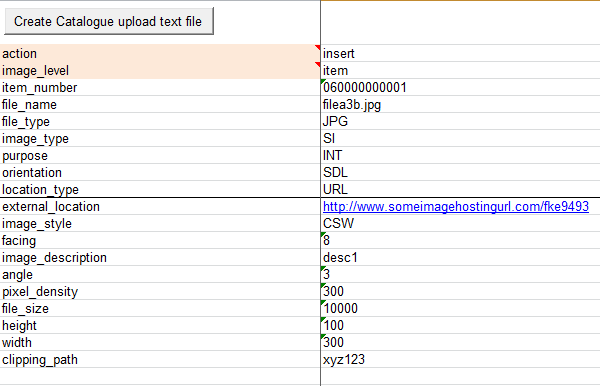 Create Catalogue upload text file
action insert
image_level item
item_number 060000000001
file_name filea3b.jpg
file_type JPG
image_type SI
purpose INT
orientation SDL
location_type URL
external_location http://www.someimagehostingurl.com/fke9493
image_style CSW
facing 8
image_description desc1
angle 3
pixel_density 300
file_size 10000
height 100
width 300
clipping_path xyz123